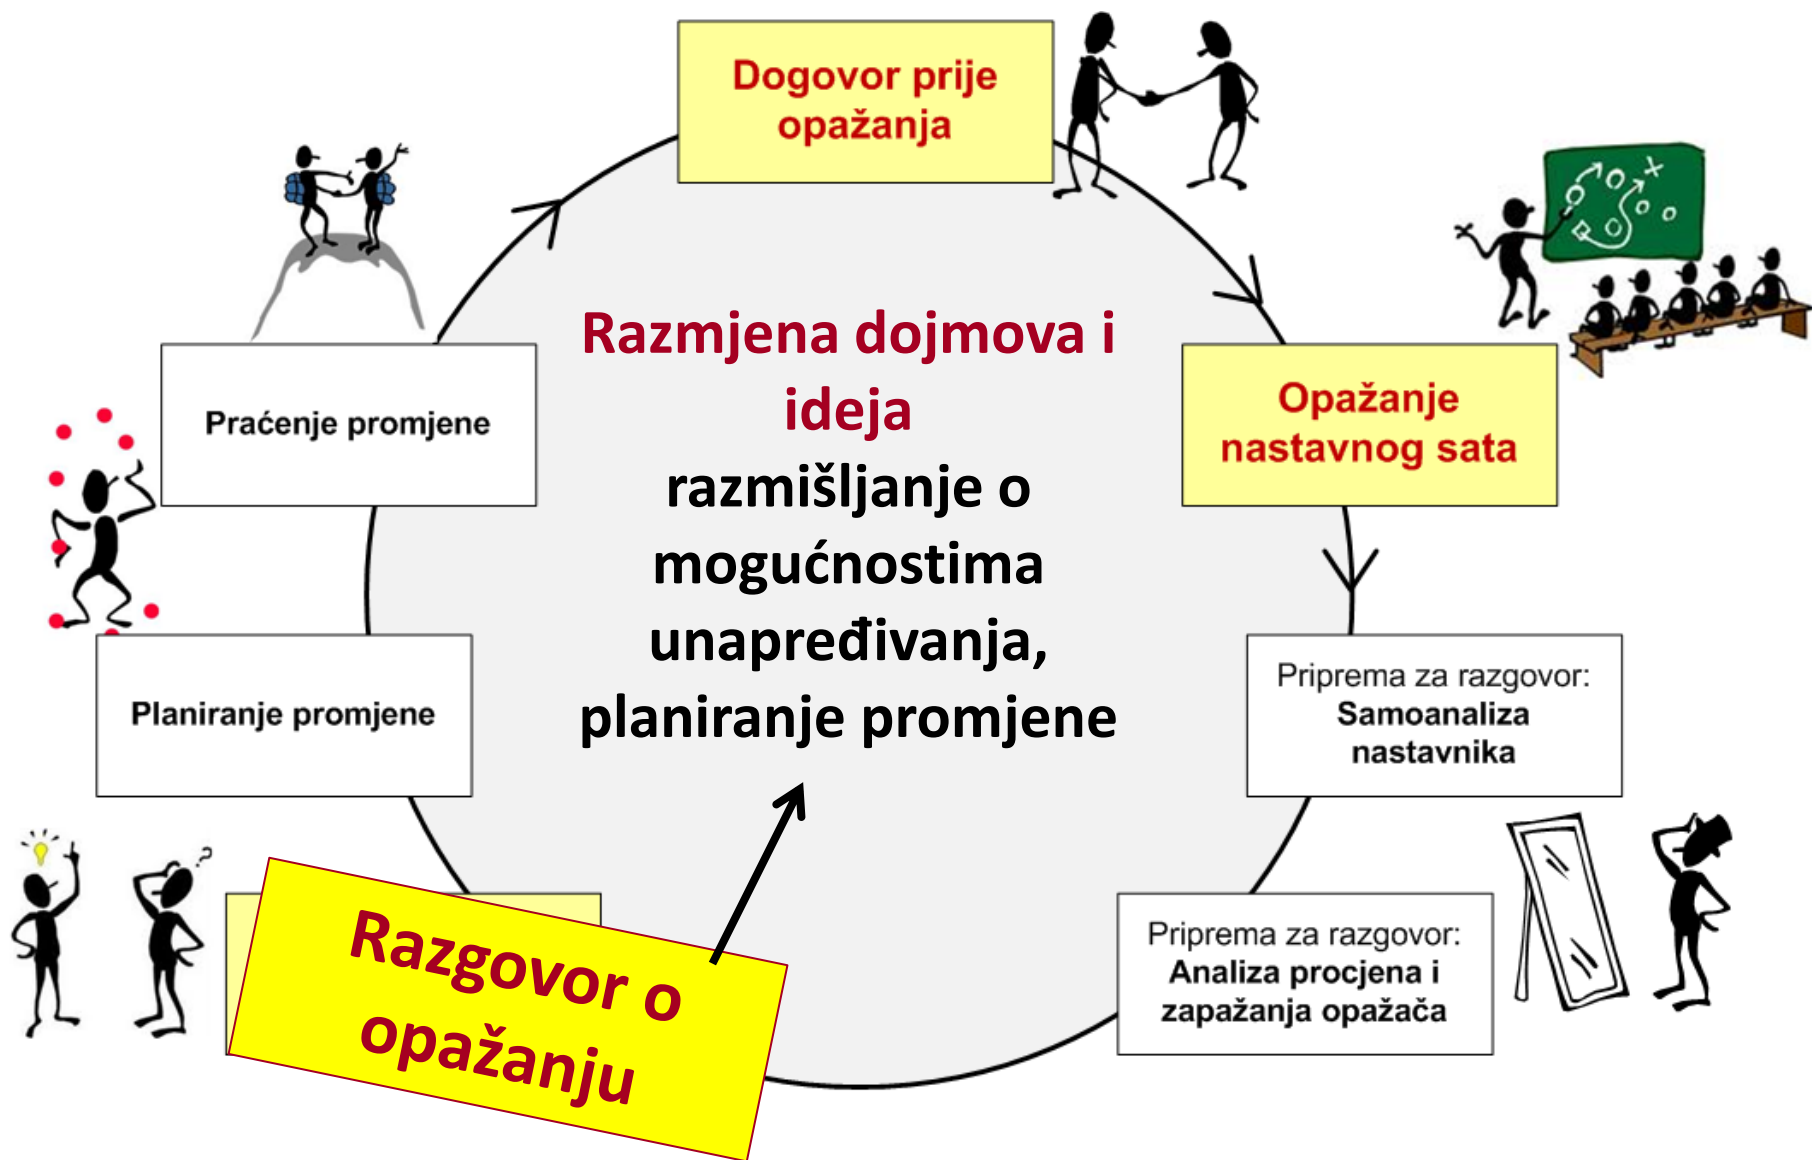 Dogovor prije
opažanja
Razmjena dojmova i
ideja
razmišljanje o
mogućnostima
unapređivanja,
planiranje promjene
Opažanje
nastavnog sata
Priprema za razgovor:
Samoanaliza
nastavnika
Priprema za razgovor:
Analiza procjena i
zapažanja opažača
Razgovor o
opažanju
Planiranje promjene
Praćenje promjene